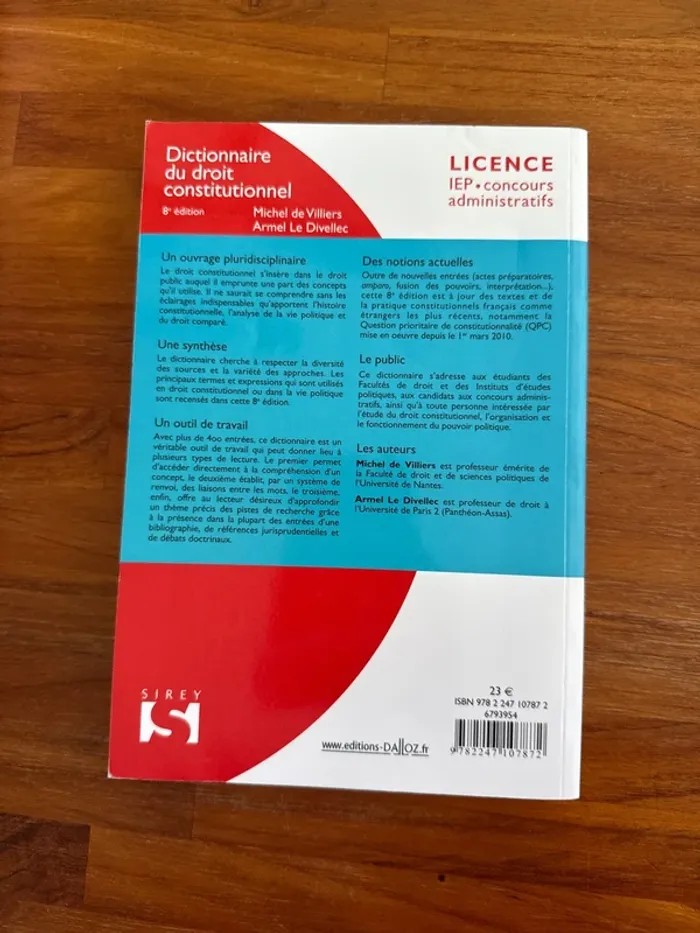 Dictionnaire
du droit
constitutionnel
8e édition
Michel de Villiers
Armel Le Divellec
LICENCE
IEP • concours
administratifs
Un ouvrage pluridisciplinaire
Le droit constitutionnel s'insère dans le droit
public auquel il emprunte une part des concepts
qu'il utilise. Il ne saurait se comprendre sans les
éclairages indispensables qu'apportent l'histoire
constitutionnelle, l'analyse de la vie politique et
du droit comparé.
Une synthèse
Le dictionnaire cherche à respecter la diversité
des sources et la variété des approches. Les
principaux termes et expressions qui sont utilisés
en droit constitutionnel ou dans la vie politique
sont recensés dans cette 8e édition.
Un outil de travail
Avec plus de 400 entrées, ce dictionnaire est un
véritable outil de travail qui peut donner lieu à
plusieurs types de lecture. Le premier permet
d'accéder directement à la compréhension d'un
concept, le deuxième établit, par un système de
renvoi, des liaisons entre les mots, le troisième,
enfin, offre au lecteur désireux d'approfondir
un thème précis des pistes de recherche grâce
à la présence dans la plupart des entrées d'une
bibliographie, de références jurisprudentielles et
de débats doctrinaux.
Des notions actuelles
Outre de nouvelles entrées (actes préparatoires,
amparo, fusion des pouvoirs, interprétation...),
cette 8e édition est à jour des textes et de
la pratique constitutionnels français comme
étrangers les plus récents, notamment la
Question prioritaire de constitutionnalité (QPC)
mise en oeuvre depuis le 1er mars 2010.
Le public
Ce dictionnaire s'adresse aux étudiants des
Facultés de droit et des Instituts d'études
politiques, aux candidats aux concours adminis-
tratifs, ainsi qu'à toute personne intéressée par
l'étude du droit constitutionnel, l'organisation et
le fonctionnement du pouvoir politique.
Les auteurs
Michel de Villiers est professeur émérite de
la Faculté de droit et de sciences politiques de
l'Université de Nantes.
Armel Le Divellec est professeur de droit à
l'Université de Paris 2 (Panthéon-Assas).
SIREY
S
www.editions-DALLOZ.fr
23 €
ISBN 978 2 247 10787 2
6793954
9 782247 107872